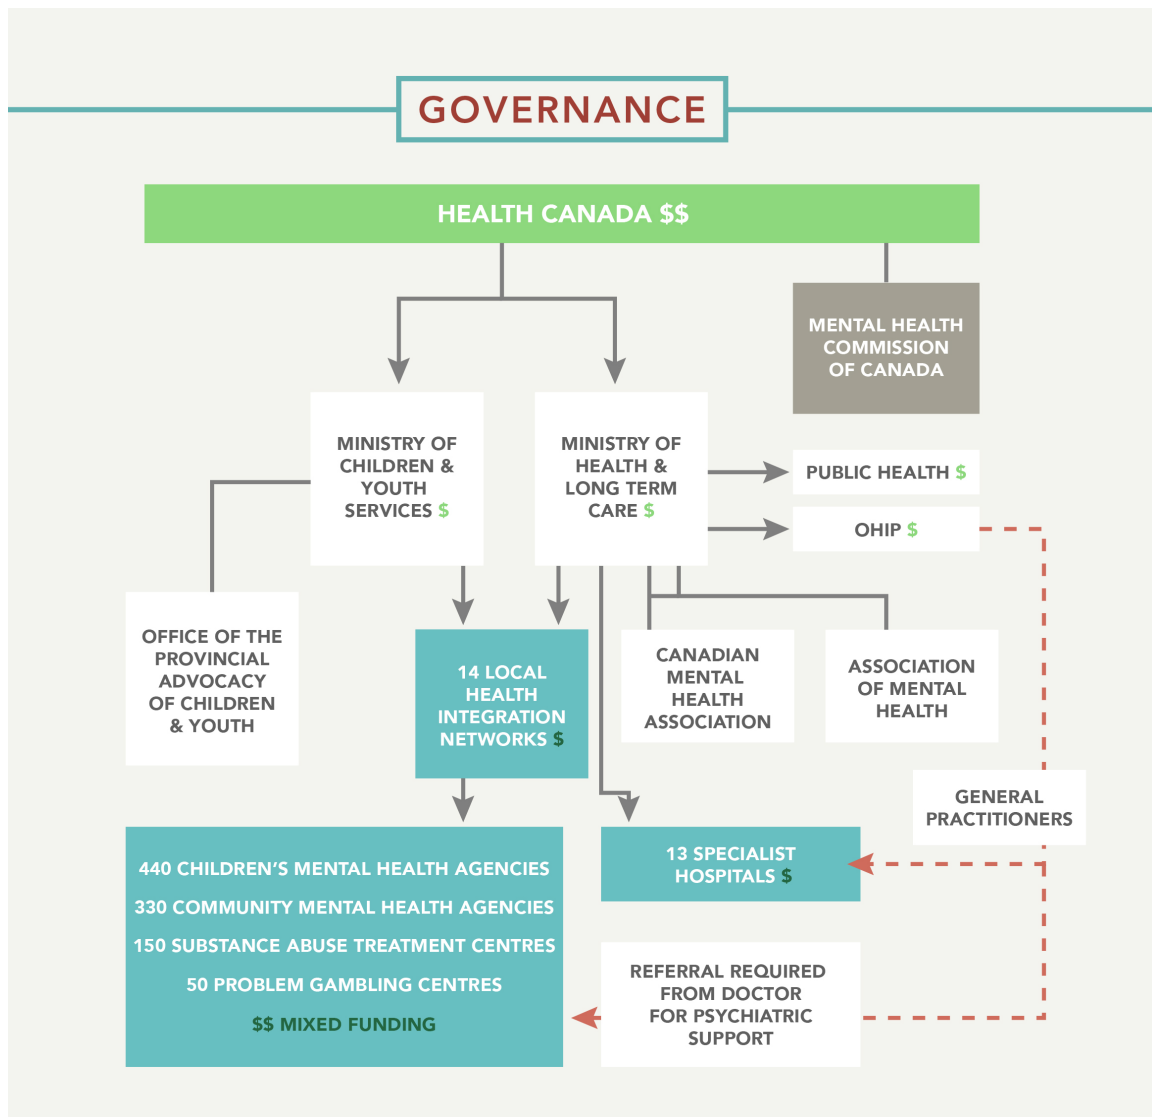 GOVERNANCE
HEALTH CANADA $$
MENTAL HEALTH
COMMISSION
OF CANADA
MINISTRY OF
CHILDREN &
YOUTH
SERVICES $
MINISTRY OF
HEALTH &
LONG TERM
CARE $
PUBLIC HEALTH $
OHIP $
OFFICE OF THE
PROVINCIAL
ADVOCACY
OF CHILDREN
& YOUTH
14 LOCAL
HEALTH
INTEGRATION
NETWORKS $
CANADIAN
MENTAL
HEALTH
ASSOCIATION
ASSOCIATION
OF MENTAL
HEALTH
GENERAL
PRACTITIONERS
440 CHILDREN’S MENTAL HEALTH AGENCIES
330 COMMUNITY MENTAL HEALTH AGENCIES
150 SUBSTANCE ABUSE TREATMENT CENTRES
50 PROBLEM GAMBLING CENTRES
$$ MIXED FUNDING
13 SPECIALIST
HOSPITALS $
REFERRAL REQUIRED
FROM DOCTOR
FOR PSYCHIATRIC
SUPPORT